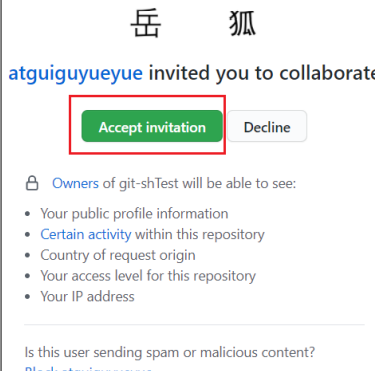 岳 狐
atguiguyueyue invited you to collaborate
Accept invitation Decline
Owners of git-shTest will be able to see:
• Your public profile information
• Certain activity within this repository
• Country of request origin
• Your access level for this repository
• Your IP address
Is this user sending spam or malicious content?
Block atguiguyueyue